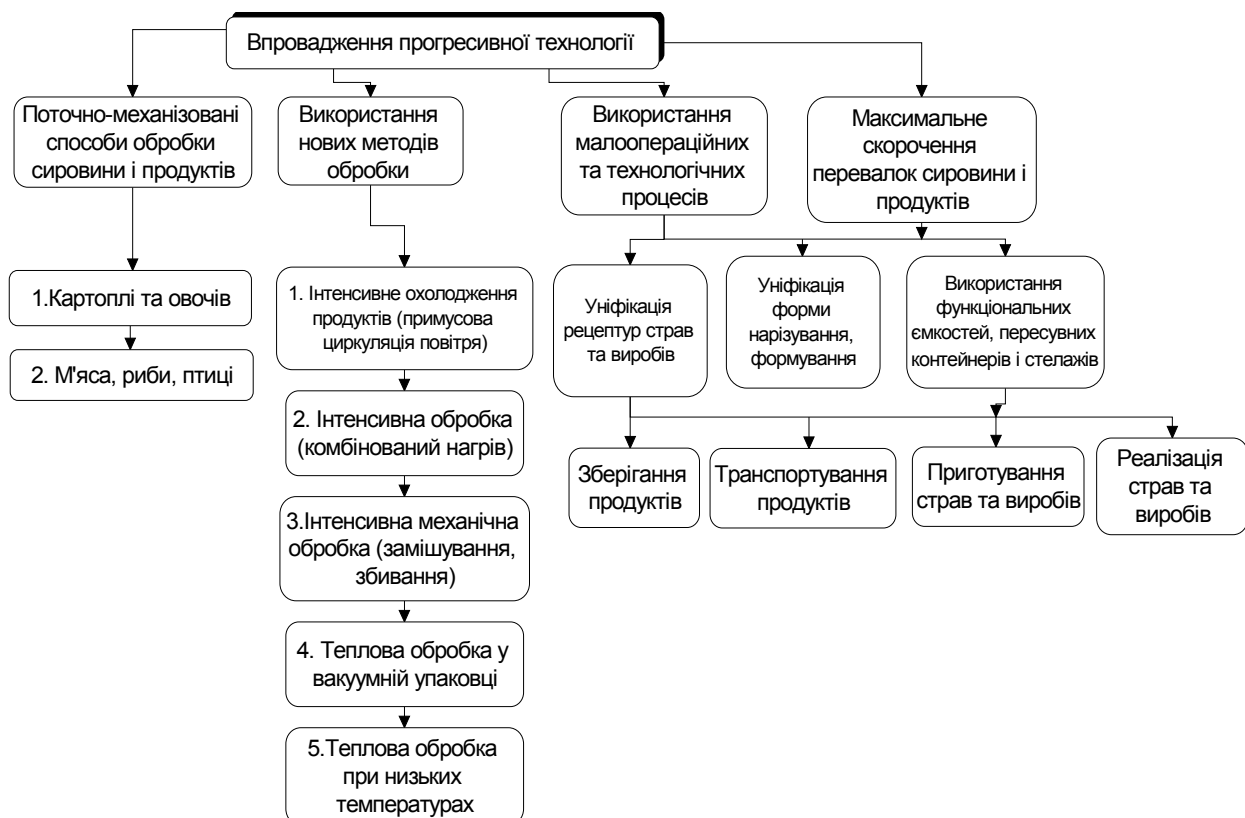 Впровадження прогресивної технології
Поточно-механізовані
способи обробки
сировини і продуктів
Використання
нових методів
обробки
Використання
малоопераційних
та технологічних
процесів
Максимальне
скорочення
перевалок сировини і
продуктів
1.Картоплі та овочів
2. М'яса, риби, птиці
1. Інтенсивне охолодження
продуктів (примусова
циркуляція повітря)
2. Інтенсивна обробка
(комбінований нагрів)
3.Інтенсивна механічна
обробка (замішування,
збивання)
4. Теплова обробка у
вакуумній упаковці
5.Теплова обробка
при низьких
температурах
Уніфікація
рецептур страв
та виробів
Уніфікація
форми
нарізування,
формування
Використання
функціональних
ємкостей, пересувних
контейнерів і стелажів
Зберігання
продуктів
Транспортування
продуктів
Приготування
страв та виробів
Реалізація
страв та
виробів